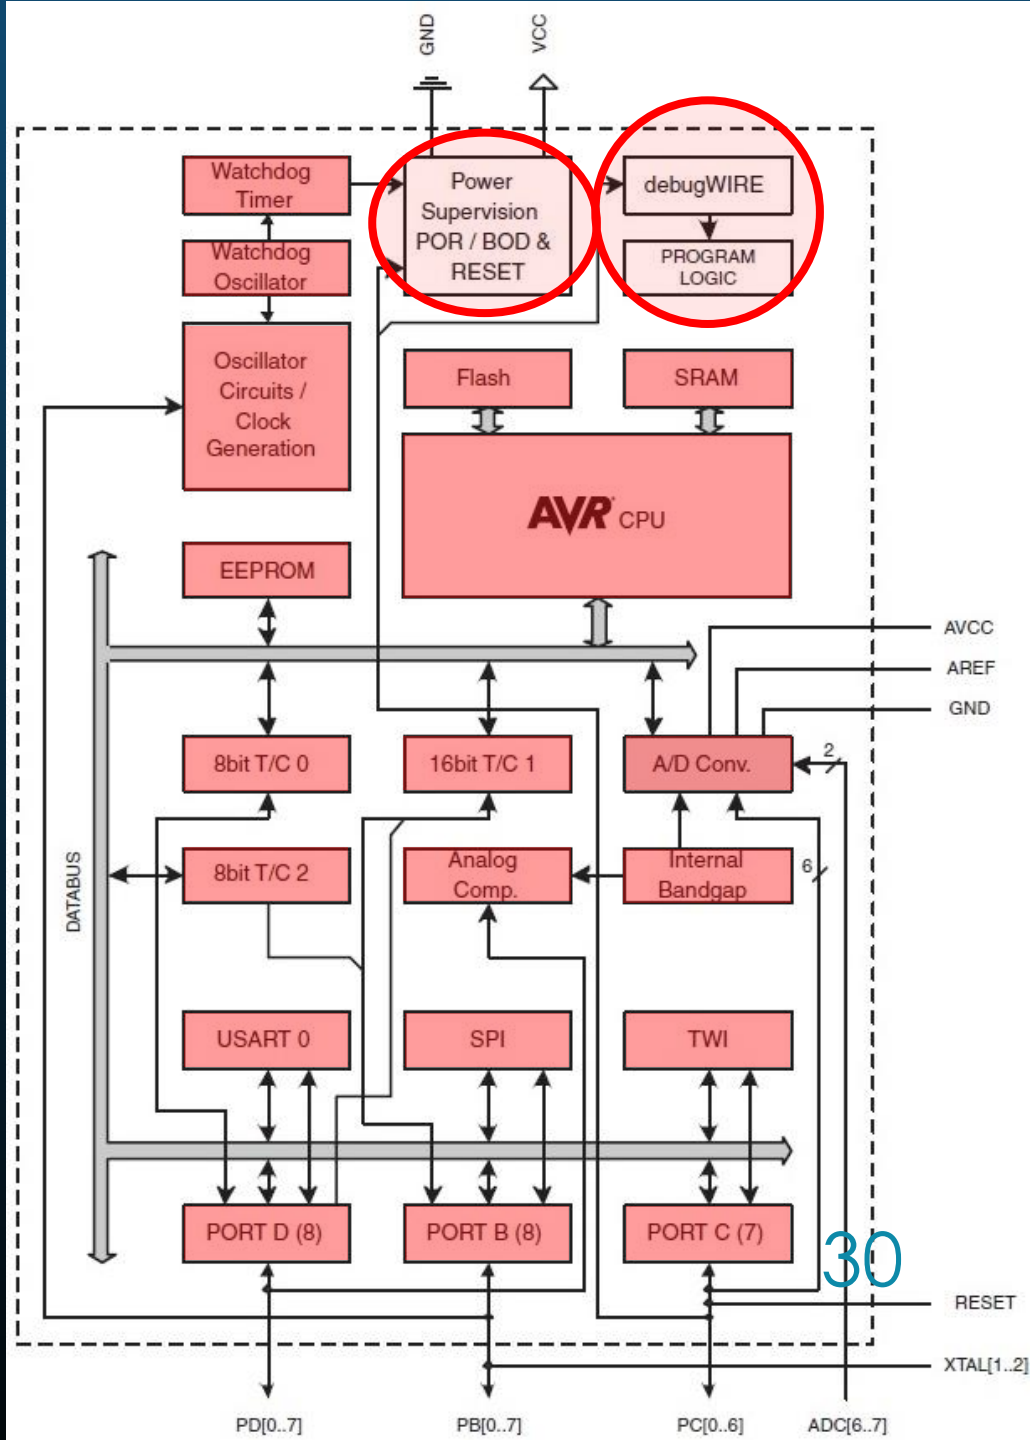 GND
VCC
Watchdog
Timer
Power
Supervision
POR / BOD &
RESET
debugWIRE
Watchdog
Oscillator
PROGRAM
LOGIC
Oscillator
Circuits /
Clock
Generation
Flash
SRAM
AVR CPU
EEPROM
AVCC
AREF
GND
8bit T/C 0
16bit T/C 1
A/D Conv.
2
DATABUS
8bit T/C 2
Analog
Comp.
Internal
Bandgap
6
USART 0
SPI
TWI
PORT D (8)
PORT B (8)
PORT C (7)
30
RESET
XTAL[1..2]
PD[0..7]
PB[0..7]
PC[0..6]
ADC[6..7]